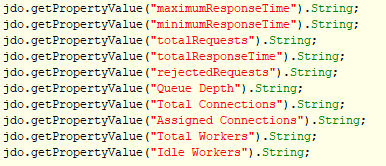 jdo.getPropertyValue("maximumResponseTime").String;
jdo.getPropertyValue("minimumResponseTime").String;
jdo.getPropertyValue("totalRequests").String;
jdo.getPropertyValue("totalResponseTime").String;
jdo.getPropertyValue("rejectedRequests").String;
jdo.getPropertyValue("Queue Depth").String;
jdo.getPropertyValue("Total Connections").String;
jdo.getPropertyValue("Assigned Connections").String;
jdo.getPropertyValue("Total Workers").String;
jdo.getPropertyValue("Idle Workers").String;